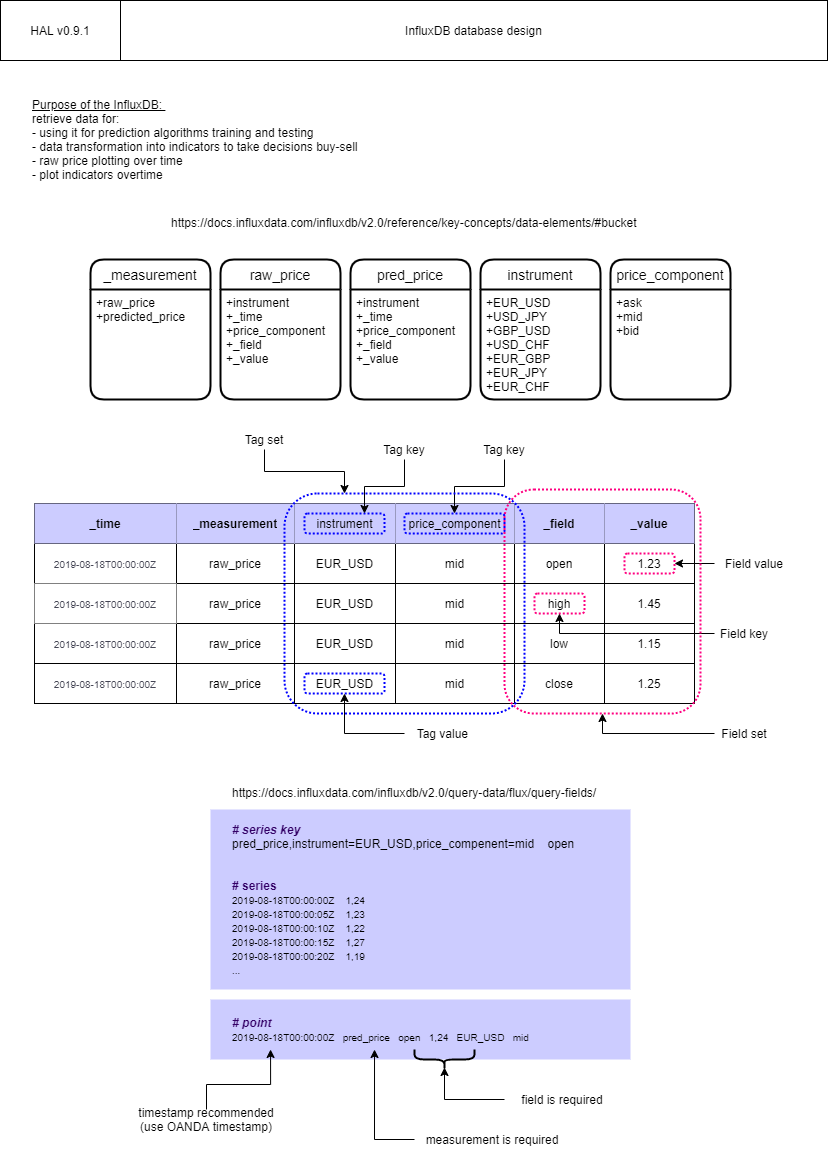 HAL v0.9.1
InfluxDB database design
Purpose of the InfluxDB:
retrieve data for:
- using it for prediction algorithms training and testing
- data transformation into indicators to take decisions buy-sell
- raw price plotting over time
- plot indicators overtime
https://docs.influxdata.com/influxdb/v2.0/reference/key-concepts/data-elements/#bucket
_measurement
+raw_price
+predicted_price
raw_price
+instrument
+_time
+price_component
+_field
+_value
pred_price
+instrument
+_time
+price_component
+_field
+_value
instrument
+EUR_USD
+USD_JPY
+GBP_USD
+USD_CHF
+EUR_GBP
+EUR_JPY
+EUR_CHF
price_component
+ask
+mid
+bid
Tag set
Tag key Tag key
_time _measurement instrument price_component _field _value
2019-08-18T00:00:00Z raw_price EUR_USD mid open 1.23 Field value
2019-08-18T00:00:00Z raw_price EUR_USD mid high 1.45
Field key
2019-08-18T00:00:00Z raw_price EUR_USD mid low 1.15
2019-08-18T00:00:00Z raw_price EUR_USD mid close 1.25
Tag value Field set
https://docs.influxdata.com/influxdb/v2.0/query-data/flux/query-fields/
# series key
pred_price,instrument=EUR_USD,price_compenent=mid open
# series
2019-08-18T00:00:00Z 1,24
2019-08-18T00:00:05Z 1,23
2019-08-18T00:00:10Z 1,22
2019-08-18T00:00:15Z 1,27
2019-08-18T00:00:20Z 1,19
...
# point
2019-08-18T00:00:00Z pred_price open 1,24 EUR_USD mid
field is required
timestamp recommended
(use OANDA timestamp)
measurement is required